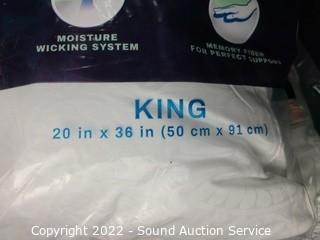 MOISTURE
WICKING SYSTEM
MEMORY FIBER
FOR PERFECT SUPPORT
KING
20 in x 36 in (50 cm x 91 cm)
Copyright 2022 - Sound Auction Service